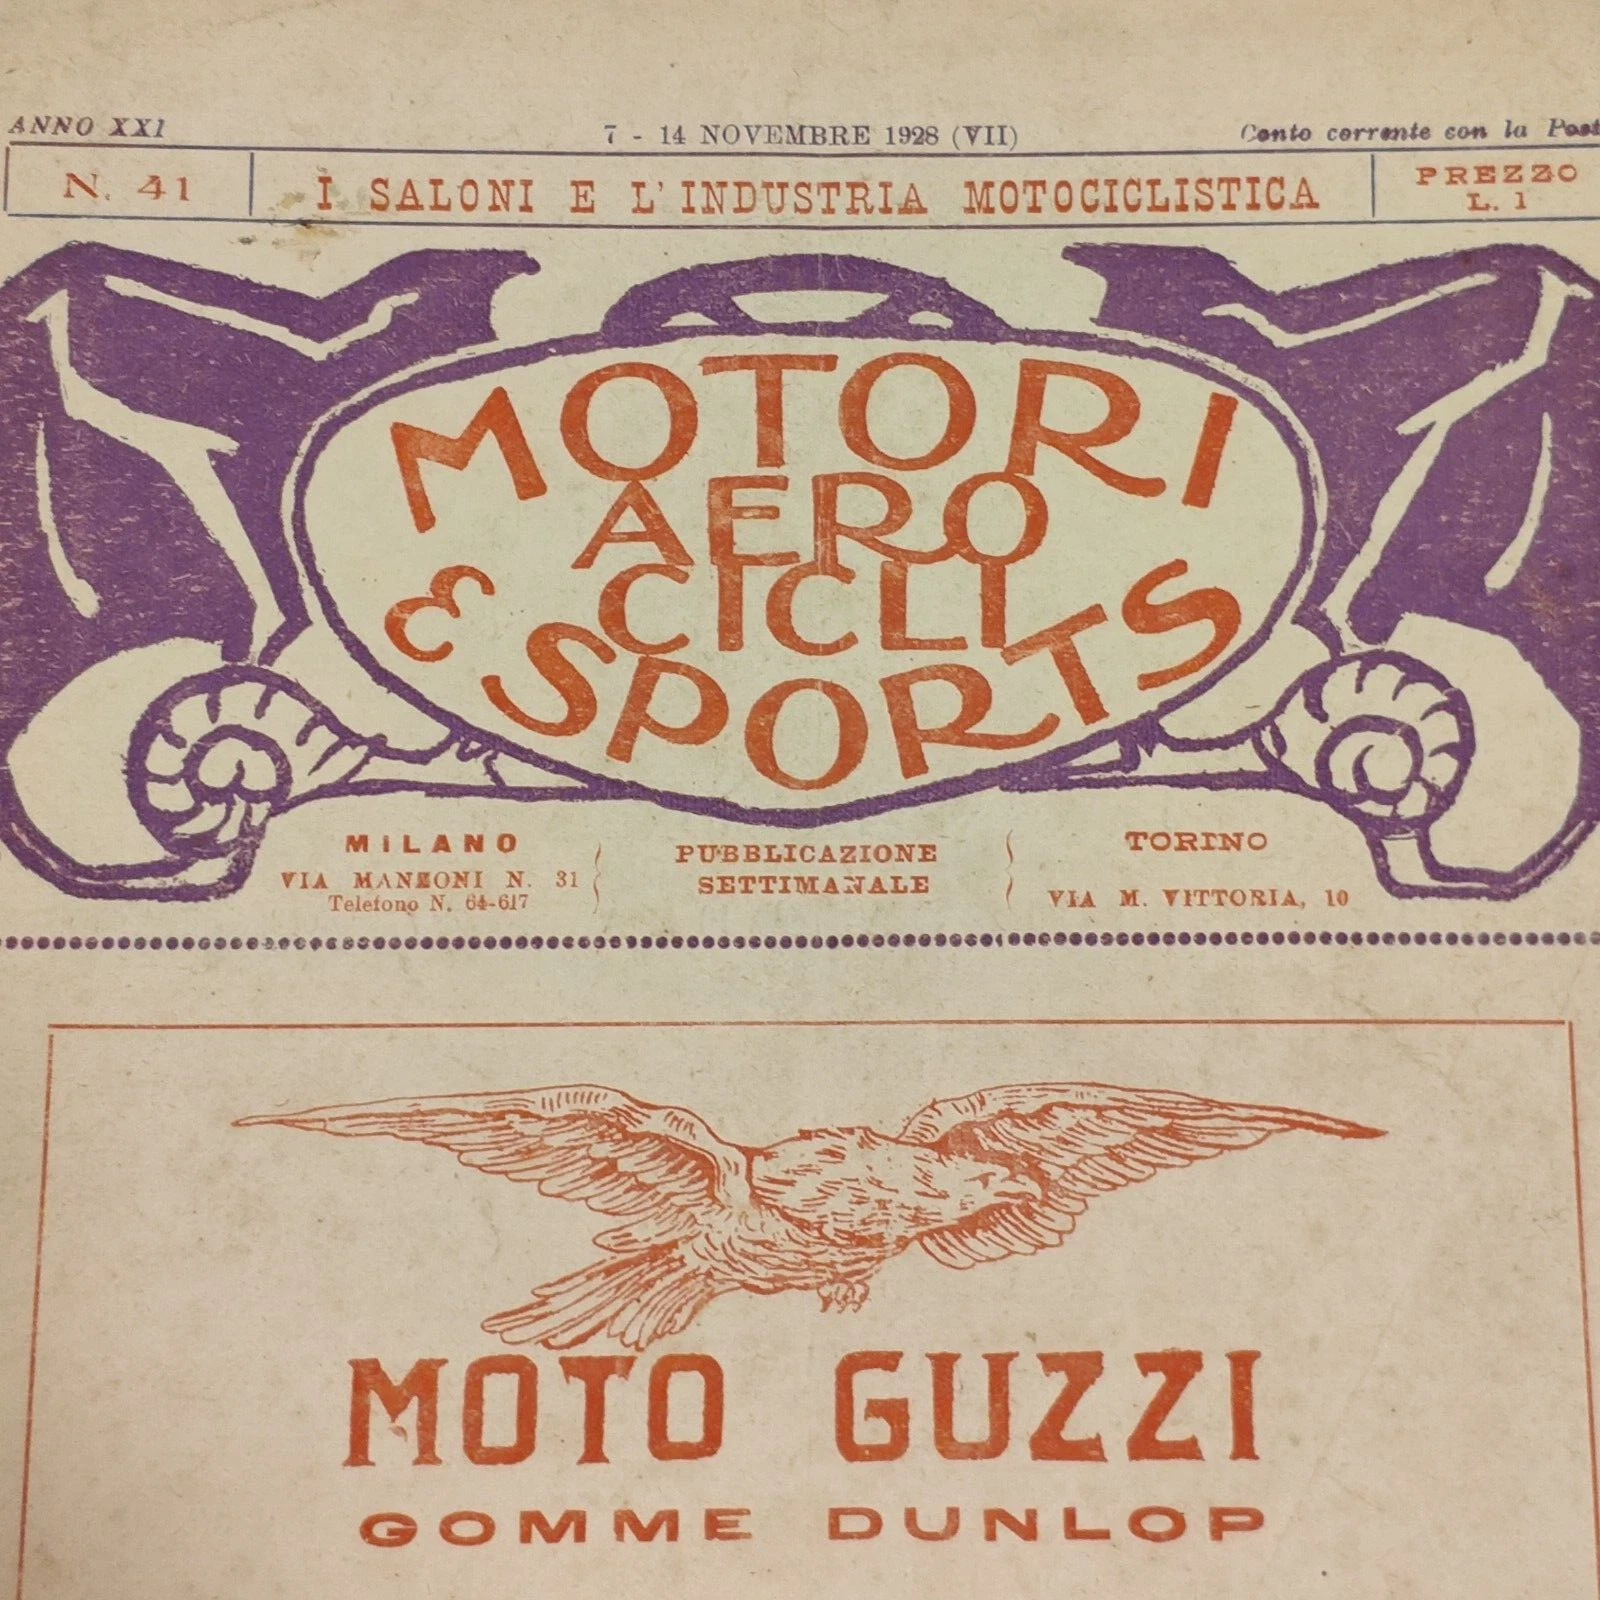 ANNO XXI
7 - 14 NOVEMBRE 1928 (VII)
Conto corrente con la Post
N. 41
I SALONI E L'INDUSTRIA MOTOCICLISTICA
PREZZO
L. 1
MOTORI
AERO
CICLI
& SPORTS
MILANO
VIA MANZONI N. 31
Telefono N. 64-617
PUBBLICAZIONE
SETTIMANALE
TORINO
VIA M. VITTORIA, 10
MOTO GUZZI
GOMME DUNLOP